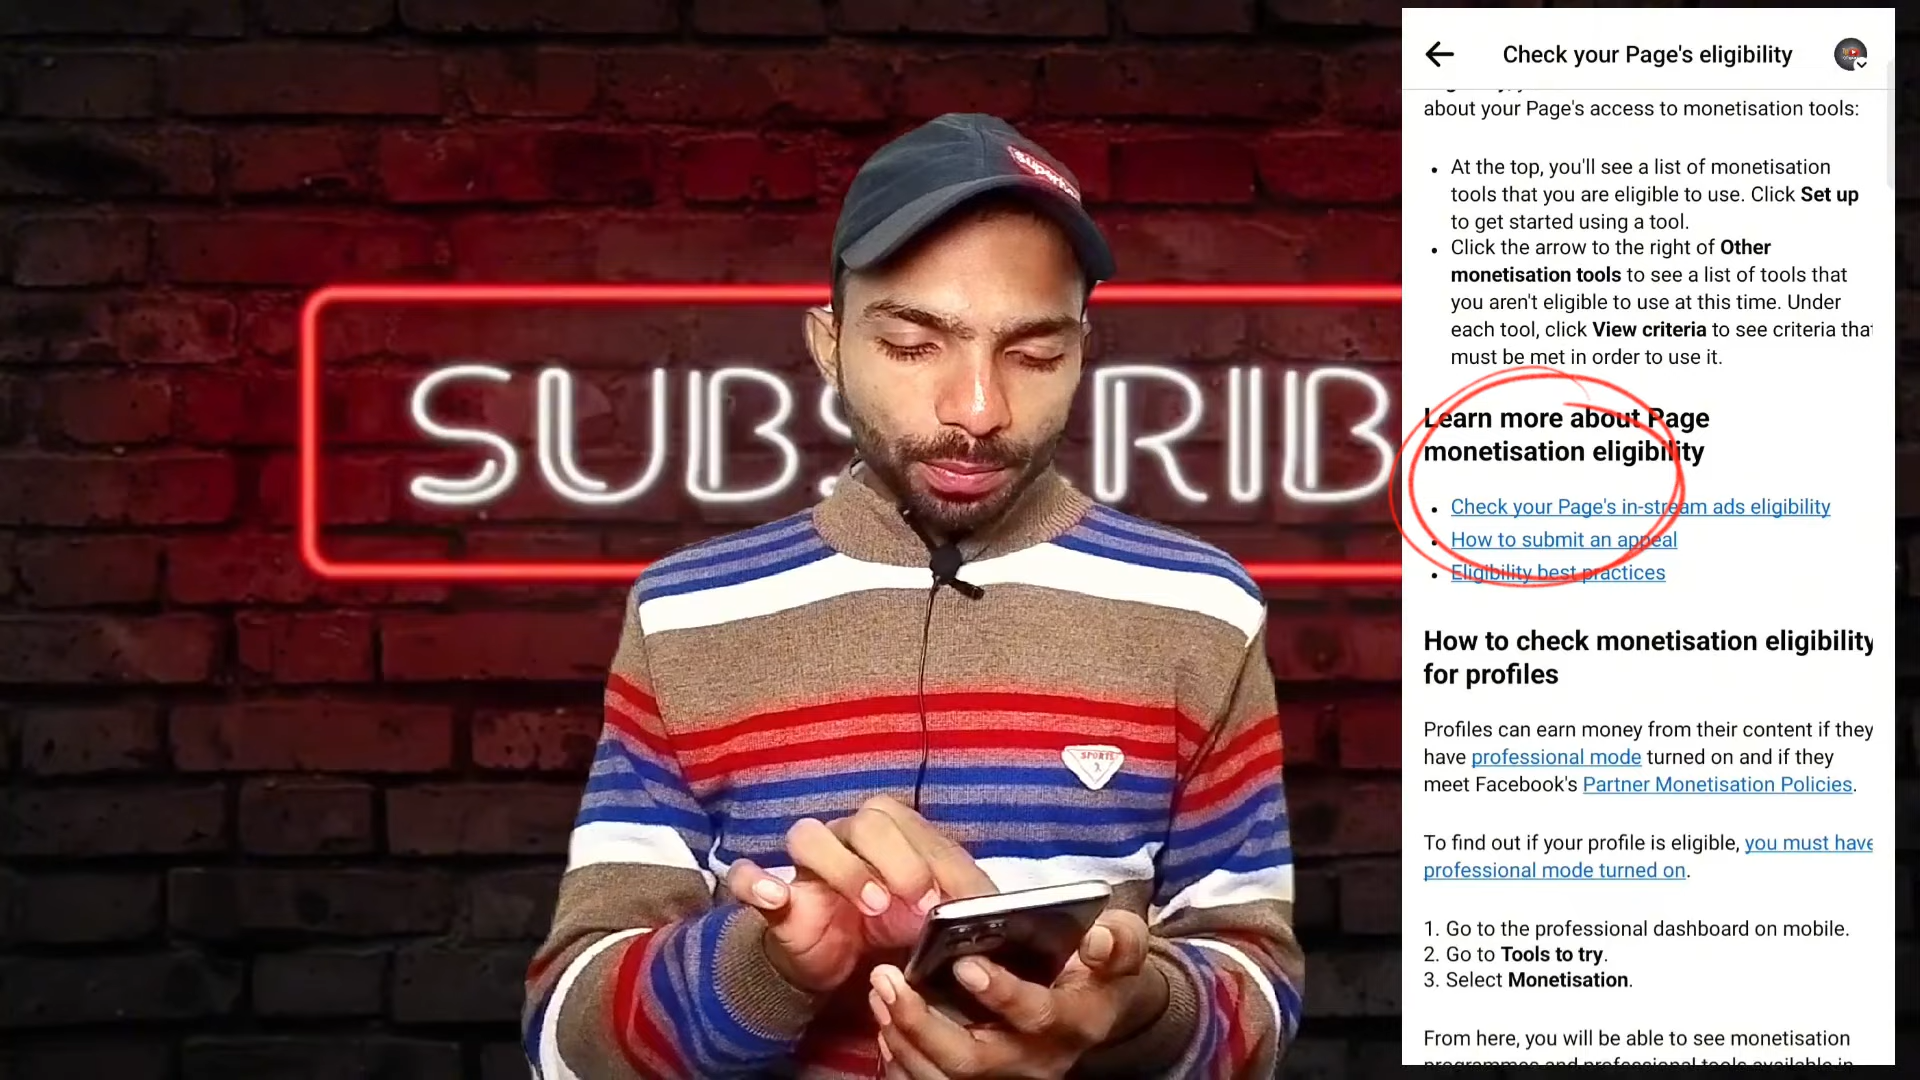 SUBS RIB
Super
SPORTS
Check your Page's eligibility
about your Page's access to monetisation tools:
• At the top, you'll see a list of monetisation
tools that you are eligible to use. Click Set up
to get started using a tool.
• Click the arrow to the right of Other
monetisation tools to see a list of tools that
you aren't eligible to use at this time. Under
each tool, click View criteria to see criteria that
must be met in order to use it.
Learn more about Page
monetisation eligibility
• Check your Page's in-stream ads eligibility
• How to submit an appeal
• Eligibility best practices
How to check monetisation eligibility
for profiles
Profiles can earn money from their content if they
have professional mode turned on and if they
meet Facebook's Partner Monetisation Policies.
To find out if your profile is eligible, you must have
professional mode turned on.
1. Go to the professional dashboard on mobile.
2. Go to Tools to try.
3. Select Monetisation.
From here, you will be able to see monetisation
programmes and professional tools available in